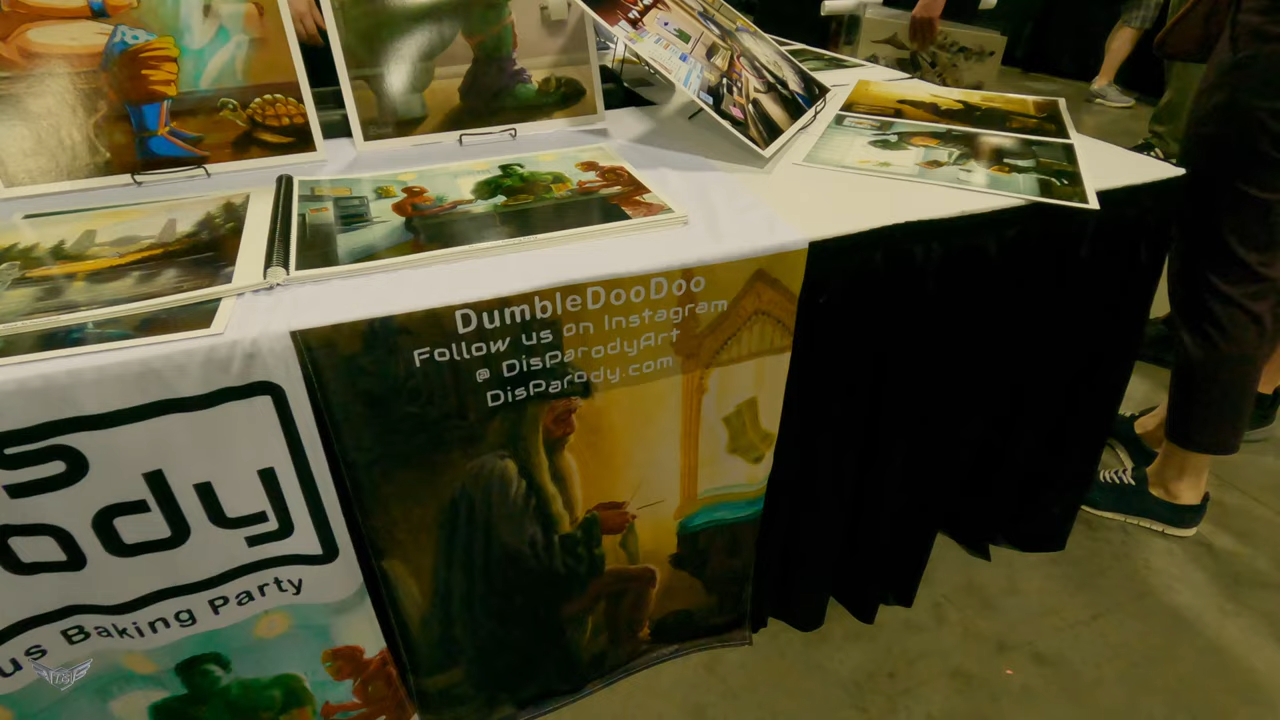 DumbleDooDoo
Follow us on Instagram
@ DisParodyArt
DisParody.com
s
ody
us Baking Party